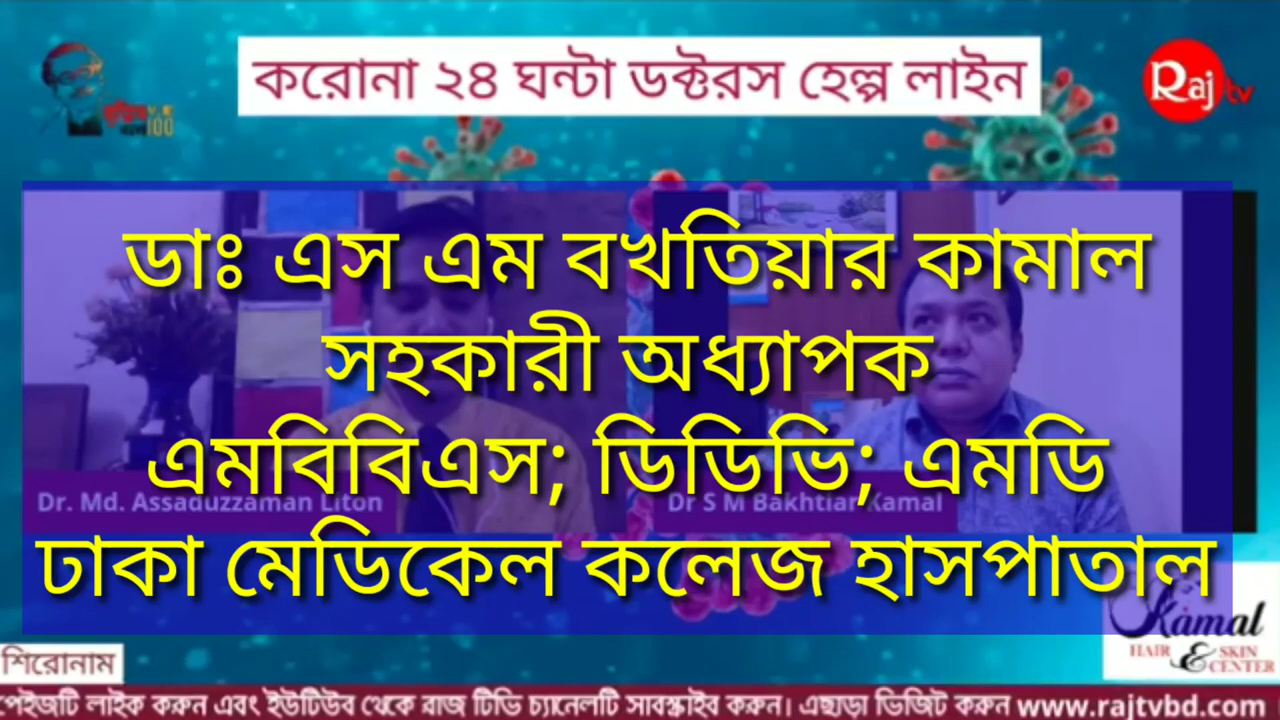 করোনা ২৪ ঘন্টা ডক্টরস হেল্প লাইন
Raj tv
100
ডাঃ এস এম বখতিয়ার কামাল
সহকারী অধ্যাপক
এমবিবিএস; ডিডিভি; এমডি
Dr. Md. Assaduzzaman Liton
Dr S M Bakhtiar Kamal
ঢাকা মেডিকেল কলেজ হাসপাতাল
Kamal
HAIR & SKIN CENTER
শিরোনাম
পেইজটি লাইক করুন এবং ইউটিউব থেকে রাজ টিভি চ্যানেলটি সাবস্ক্রাইব করুন। এছাড়া ভিজিট করুন www.rajtvbd.com